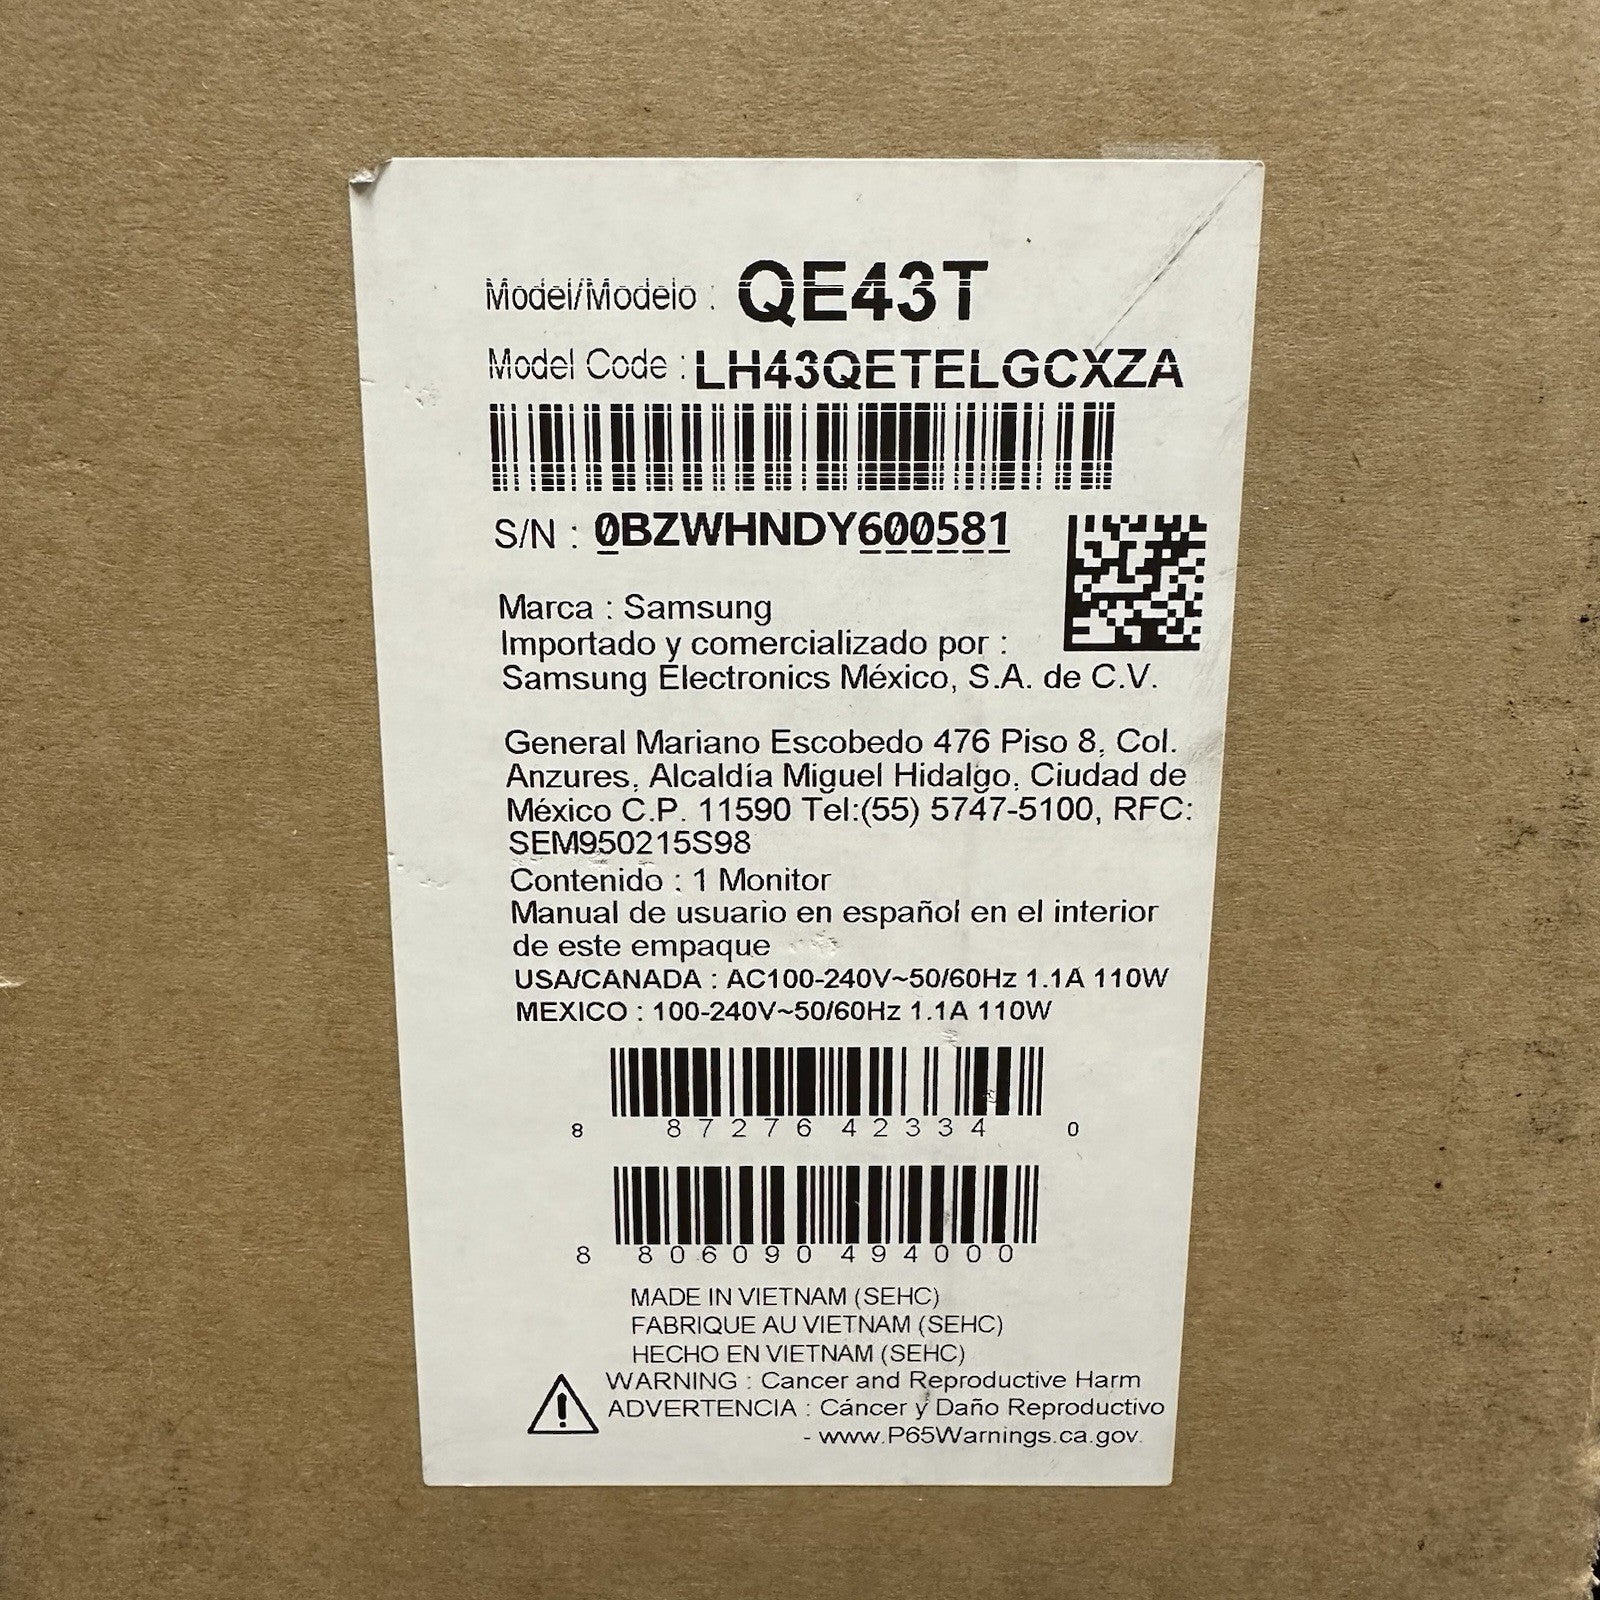 Model/Modelo : QE43T
Model Code : LH43QETELGCXZA
S/N : 0BZWHNDY600581
Marca : Samsung
Importado y comercializado por :
Samsung Electronics México, S.A. de C.V.
General Mariano Escobedo 476 Piso 8, Col.
Anzures, Alcaldía Miguel Hidalgo, Ciudad de
México C.P. 11590 Tel:(55) 5747-5100, RFC:
SEM950215S98
Contenido : 1 Monitor
Manual de usuario en español en el interior
de este empaque
USA/CANADA : AC100-240V~50/60Hz 1.1A 110W
MEXICO : 100-240V~50/60Hz 1.1A 110W
8 87276 42334 0
8 806090 494000
MADE IN VIETNAM (SEHC)
FABRIQUE AU VIETNAM (SEHC)
HECHO EN VIETNAM (SEHC)
WARNING : Cancer and Reproductive Harm
ADVERTENCIA : Cáncer y Daño Reproductivo
- www.P65Warnings.ca.gov.